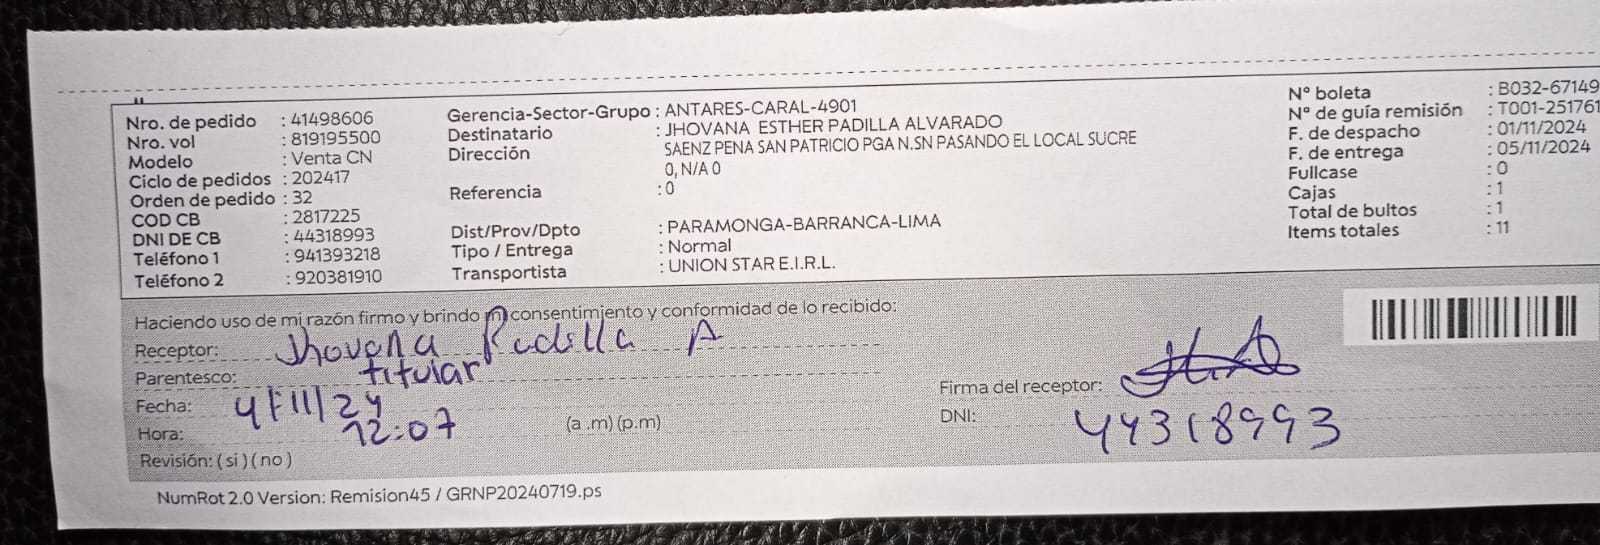 Nro. de pedido : 41498606
Nro. vol : 819195500
Modelo : Venta CN
Ciclo de pedidos : 202417
Orden de pedido : 32
COD CB : 2817225
DNI DE CB : 44318993
Teléfono 1 : 941393218
Teléfono 2 : 920381910
Gerencia-Sector-Grupo : ANTARES-CARAL-4901
Destinatario : JHOVANA ESTHER PADILLA ALVARADO
Dirección SAENZ PENA SAN PATRICIO PGA N.SN PASANDO EL LOCAL SUCRE
0, N/A 0
Referencia : 0
Dist/Prov/Dpto : PARAMONGA-BARRANCA-LIMA
Tipo / Entrega : Normal
Transportista : UNION STAR E.I.R.L.
N° boleta : B032-67149
N° de guía remisión : T001-251761
F. de despacho : 01/11/2024
F. de entrega : 05/11/2024
Fullcase : 0
Cajas : 1
Total de bultos : 1
Items totales : 11
Haciendo uso de mi razón firmo y brindo mi consentimiento y conformidad de lo recibido:
Receptor: Jhovana Padilla A
Parentesco: titular
Fecha: 4/11/24
Hora: 12:07 (a .m) (p.m)
Revisión: ( si ) ( no )
Firma del receptor:
DNI: 44318993
NumRot 2.0 Version: Remision45 / GRNP20240719.ps